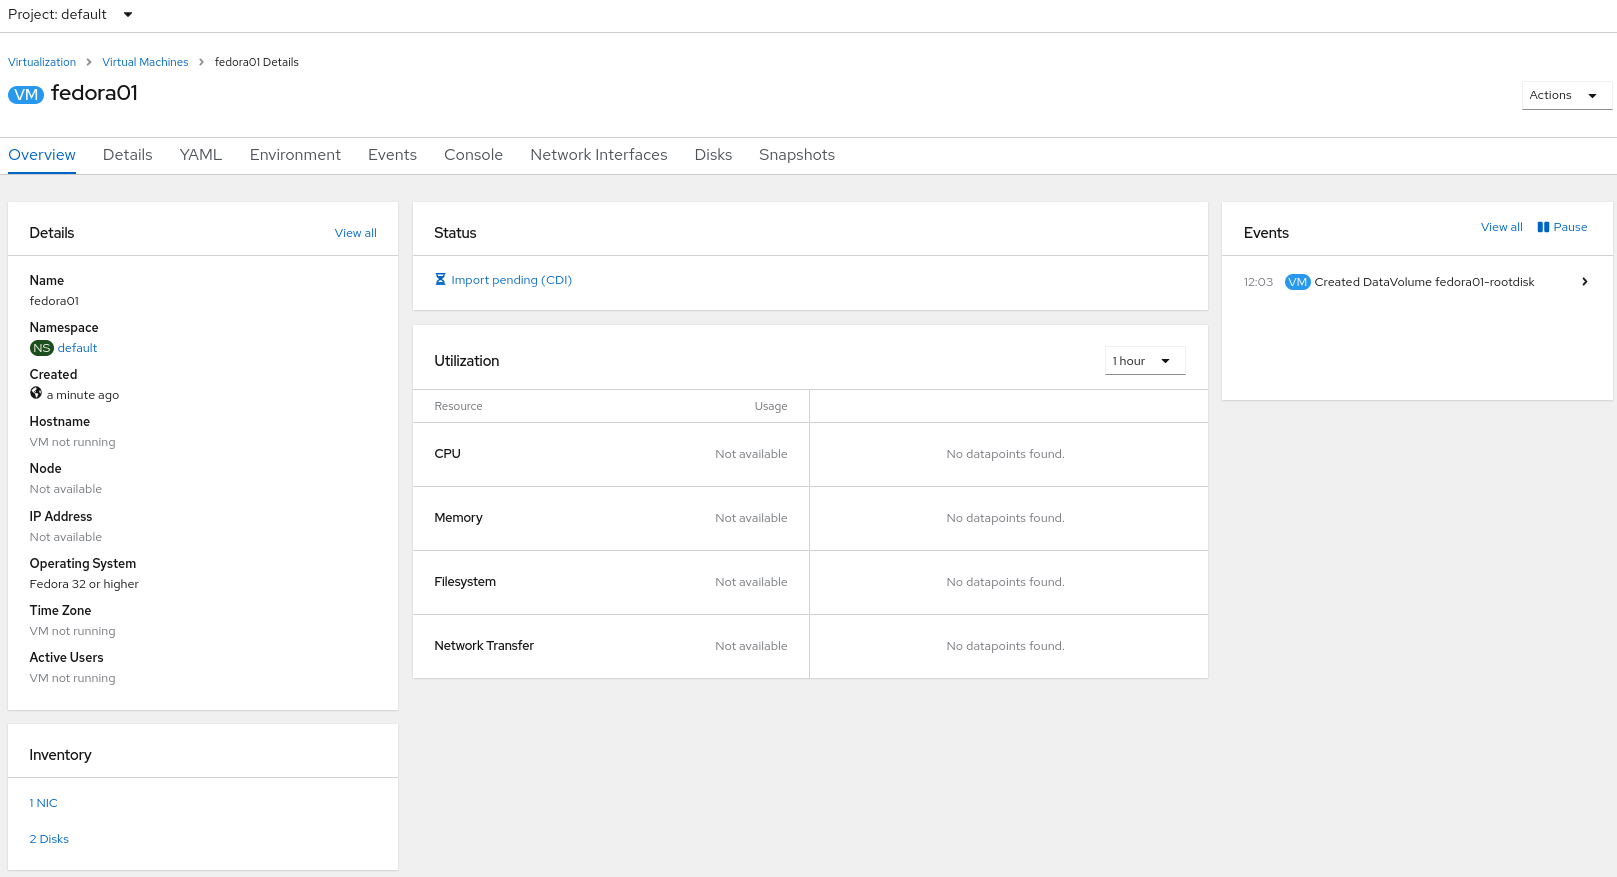 Project: default
Virtualization > Virtual Machines > fedora01 Details
VM fedora01
Actions
Overview Details YAML Environment Events Console Network Interfaces Disks Snapshots
Details View all
Name
fedora01
Namespace
NS default
Created
a minute ago
Hostname
VM not running
Node
Not available
IP Address
Not available
Operating System
Fedora 32 or higher
Time Zone
VM not running
Active Users
VM not running
Inventory
1 NIC
2 Disks
Status
Import pending (CDI)
Utilization 1 hour
Resource Usage
CPU Not available No datapoints found.
Memory Not available No datapoints found.
Filesystem Not available No datapoints found.
Network Transfer Not available No datapoints found.
Events View all Pause
12:03 VM Created DataVolume fedora01-rootdisk